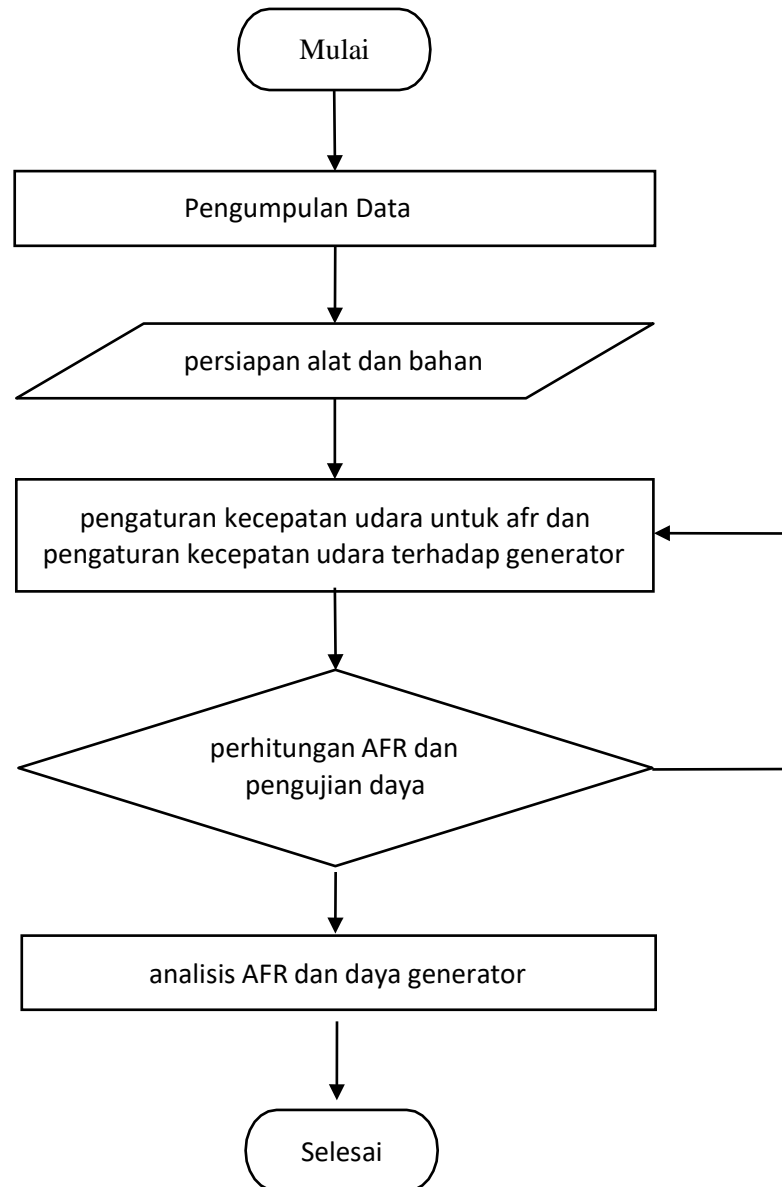 Mulai
Pengumpulan Data
persiapan alat dan bahan
pengaturan kecepatan udara untuk afr dan
pengaturan kecepatan udara terhadap generator
perhitungan AFR dan
pengujian daya
analisis AFR dan daya generator
Selesai